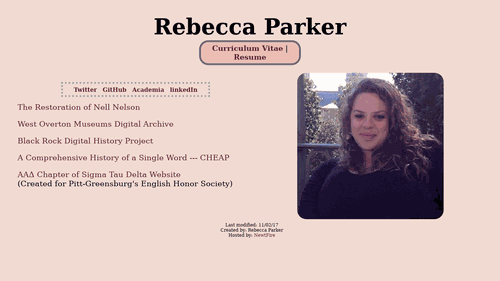 Rebecca Parker
Curriculum Vitae |
Resume
Twitter GitHub Academia linkedIn
The Restoration of Nell Nelson
West Overton Museums Digital Archive
Black Rock Digital History Project
A Comprehensive History of a Single Word --- CHEAP
ΑΑΔ Chapter of Sigma Tau Delta Website
(Created for Pitt-Greensburg's English Honor Society)
Last modified: 11/02/17
Created by: Rebecca Parker
Hosted by: NewtFire